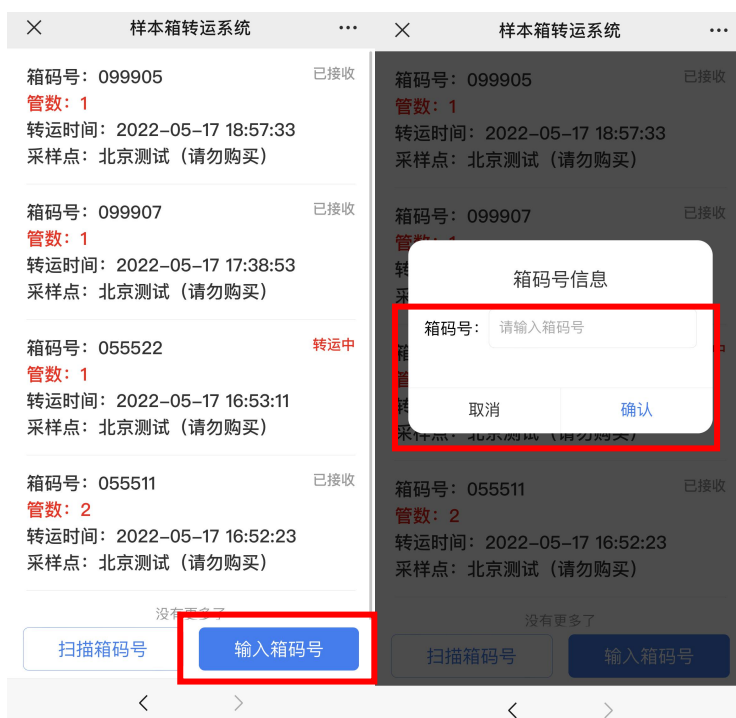 样本箱转运系统
箱码号：099905
已接收
管数：1
转运时间：2022-05-17 18:57:33
采样点：北京测试（请勿购买）
箱码号：099907
已接收
管数：1
转运时间：2022-05-17 17:38:53
采样点：北京测试（请勿购买）
箱码号：055522
转运中
管数：1
转运时间：2022-05-17 16:53:11
采样点：北京测试（请勿购买）
箱码号：055511
已接收
管数：2
转运时间：2022-05-17 16:52:23
采样点：北京测试（请勿购买）
没有更多了
扫描箱码号
输入箱码号
样本箱转运系统
箱码号：099905
已接收
管数：1
转运时间：2022-05-17 18:57:33
采样点：北京测试（请勿购买）
箱码号：099907
已接收
箱码号信息
箱码号：
请输入箱码号
取消
确认
采样点：北京测试（请勿购买）
箱码号：055511
已接收
管数：2
转运时间：2022-05-17 16:52:23
采样点：北京测试（请勿购买）
没有更多了
扫描箱码号
输入箱码号